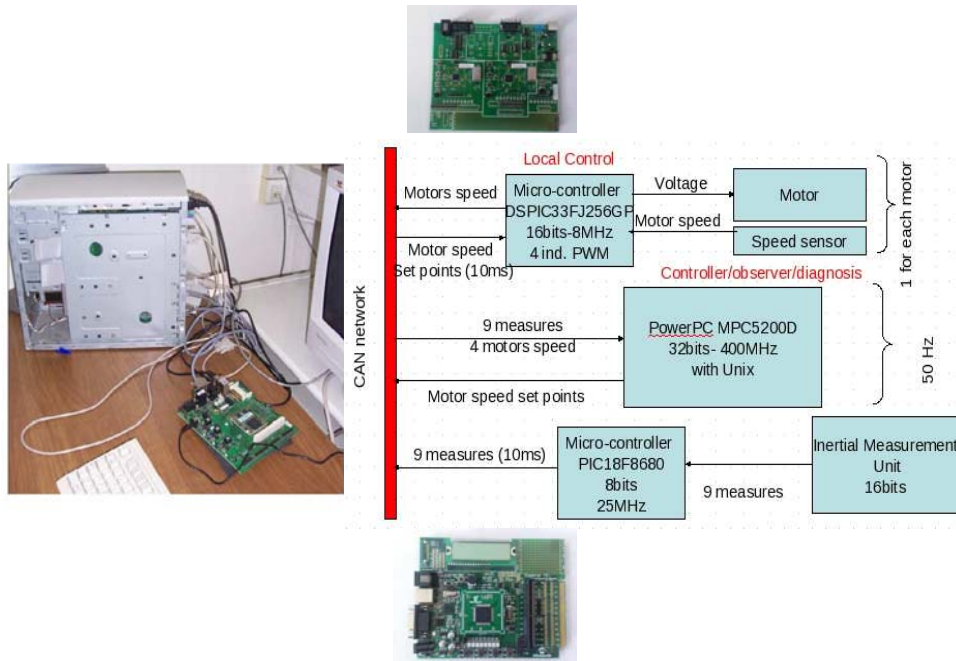 Local Control
Motors speed
Micro-controller
DSPIC33FJ256GP
16bits-8MHz
4 ind. PWM
Voltage
Motor
Motor speed
Speed sensor
Motor speed
Set points (10ms)
1 for each motor
Controller/observer/diagnosis
CAN network
9 measures
4 motors speed
PowerPC MPC5200D
32bits- 400MHz
with Unix
50 Hz
Motor speed set points
9 measures (10ms)
Micro-controller
PIC18F8680
8bits
25MHz
9 measures
Inertial Measurement
Unit
16bits